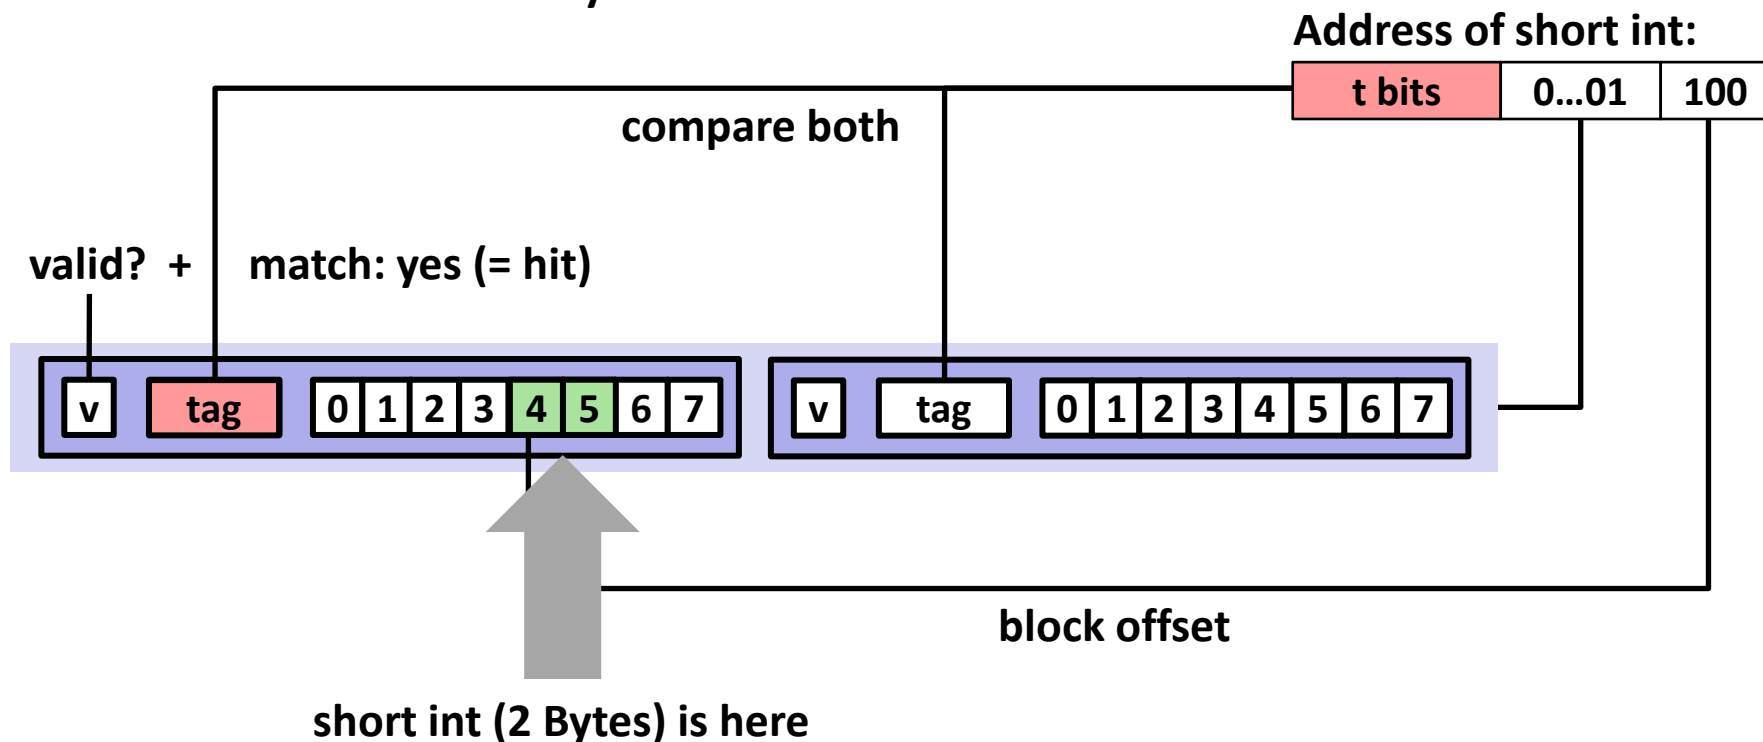 Address of short int:
t bits 0...01 100
compare both
valid? + match: yes (= hit)
v tag 0 1 2 3 4 5 6 7 v tag 0 1 2 3 4 5 6 7
block offset
short int (2 Bytes) is here